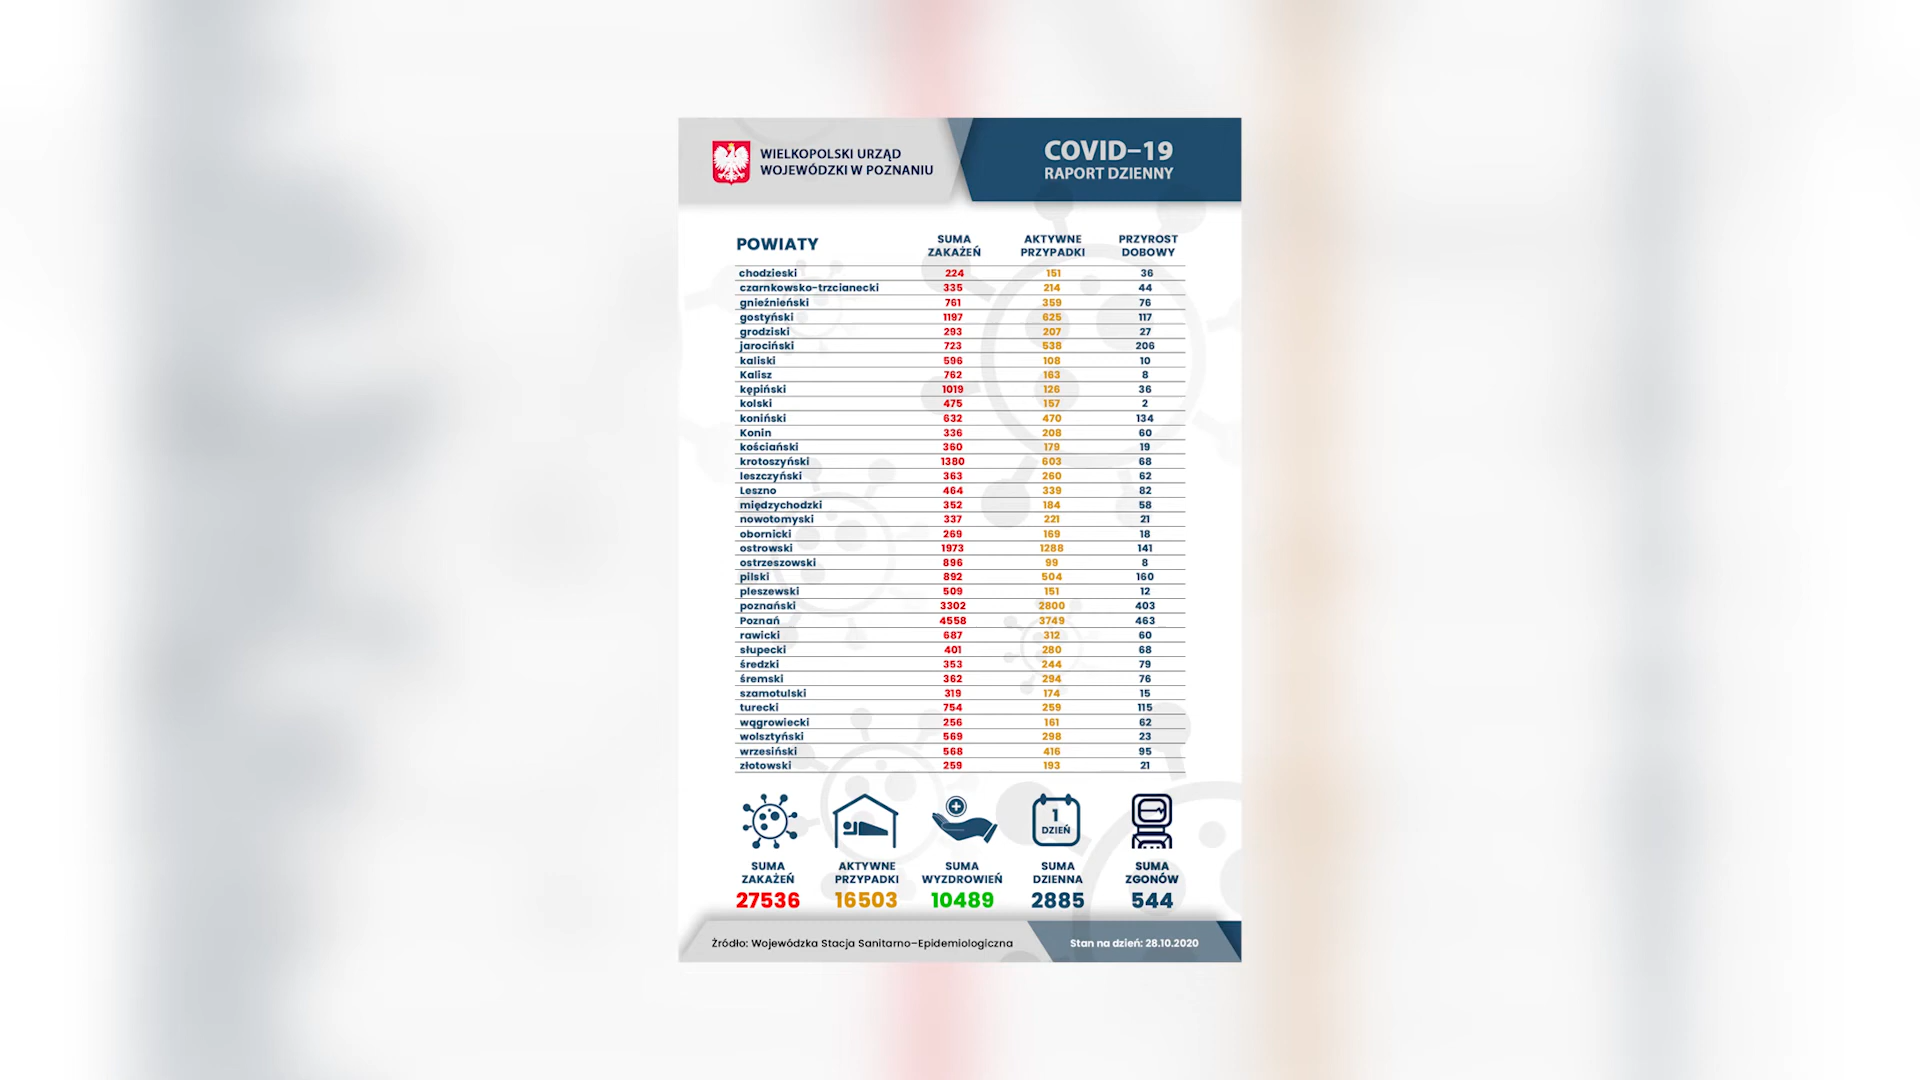 WIELKOPOLSKI URZĄD
WOJEWÓDZKI W POZNANIU
COVID–19
RAPORT DZIENNY
POWIATY SUMA ZAKAŻEŃ AKTYWNE PRZYPADKI PRZYROST DOBOWY
chodzieski 224 151 36
czarnkowsko-trzcianecki 335 214 44
gnieźnieński 761 359 76
gostyński 1197 625 117
grodziski 293 207 27
jarociński 723 538 206
kaliski 596 108 10
Kalisz 762 163 8
kępiński 1019 126 36
kolski 475 157 2
koniński 632 470 134
Konin 336 208 60
kościański 360 179 19
krotoszyński 1380 603 68
leszczyński 363 260 62
Leszno 464 339 82
międzychodzki 352 184 58
nowotomyski 337 221 21
obornicki 269 169 18
ostrowski 1973 1288 141
ostrzeszowski 896 99 8
pilski 892 504 160
pleszewski 509 151 12
poznański 3302 2800 403
Poznań 4558 3749 463
rawicki 687 312 60
słupecki 401 280 68
średzki 353 244 79
śremski 362 294 76
szamotulski 319 174 15
turecki 754 259 115
wągrowiecki 256 161 62
wolsztyński 569 298 23
wrzesiński 568 416 95
złotowski 259 193 21
1
DZIEŃ
SUMA AKTYWNE SUMA SUMA SUMA
ZAKAŻEŃ PRZYPADKI WYZDROWIEŃ DZIENNA ZGONÓW
27536 16503 10489 2885 544
Źródło: Wojewódzka Stacja Sanitarno–Epidemiologiczna
Stan na dzień: 28.10.2020